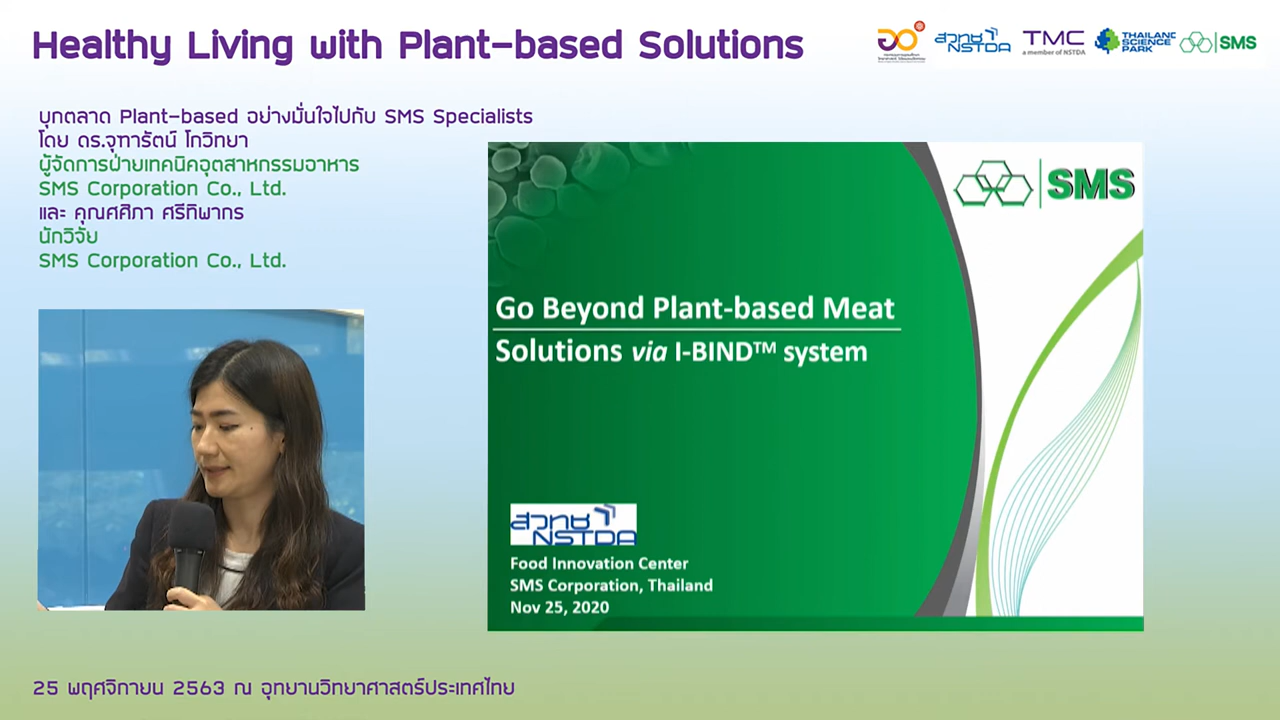 Healthy Living with Plant-based Solutions
สวทช
NSTDA
TMC
a member of NSTDA
THAILAND
SCIENCE
PARK
SMS
บุกตลาด Plant-based อย่างมั่นใจไปกับ SMS Specialists
โดย ดร.จุฑารัตน์ โกวิทยา
ผู้จัดการฝ่ายเทคนิคอุตสาหกรรมอาหาร
SMS Corporation Co., Ltd.
และ คุณศศิภา ศรีทิพากร
นักวิจัย
SMS Corporation Co., Ltd.
SMS
Go Beyond Plant-based Meat
Solutions via I-BIND™ system
สวทช
NSTDA
Food Innovation Center
SMS Corporation, Thailand
Nov 25, 2020
25 พฤศจิกายน 2563 ณ อุทยานวิทยาศาสตร์ประเทศไทย